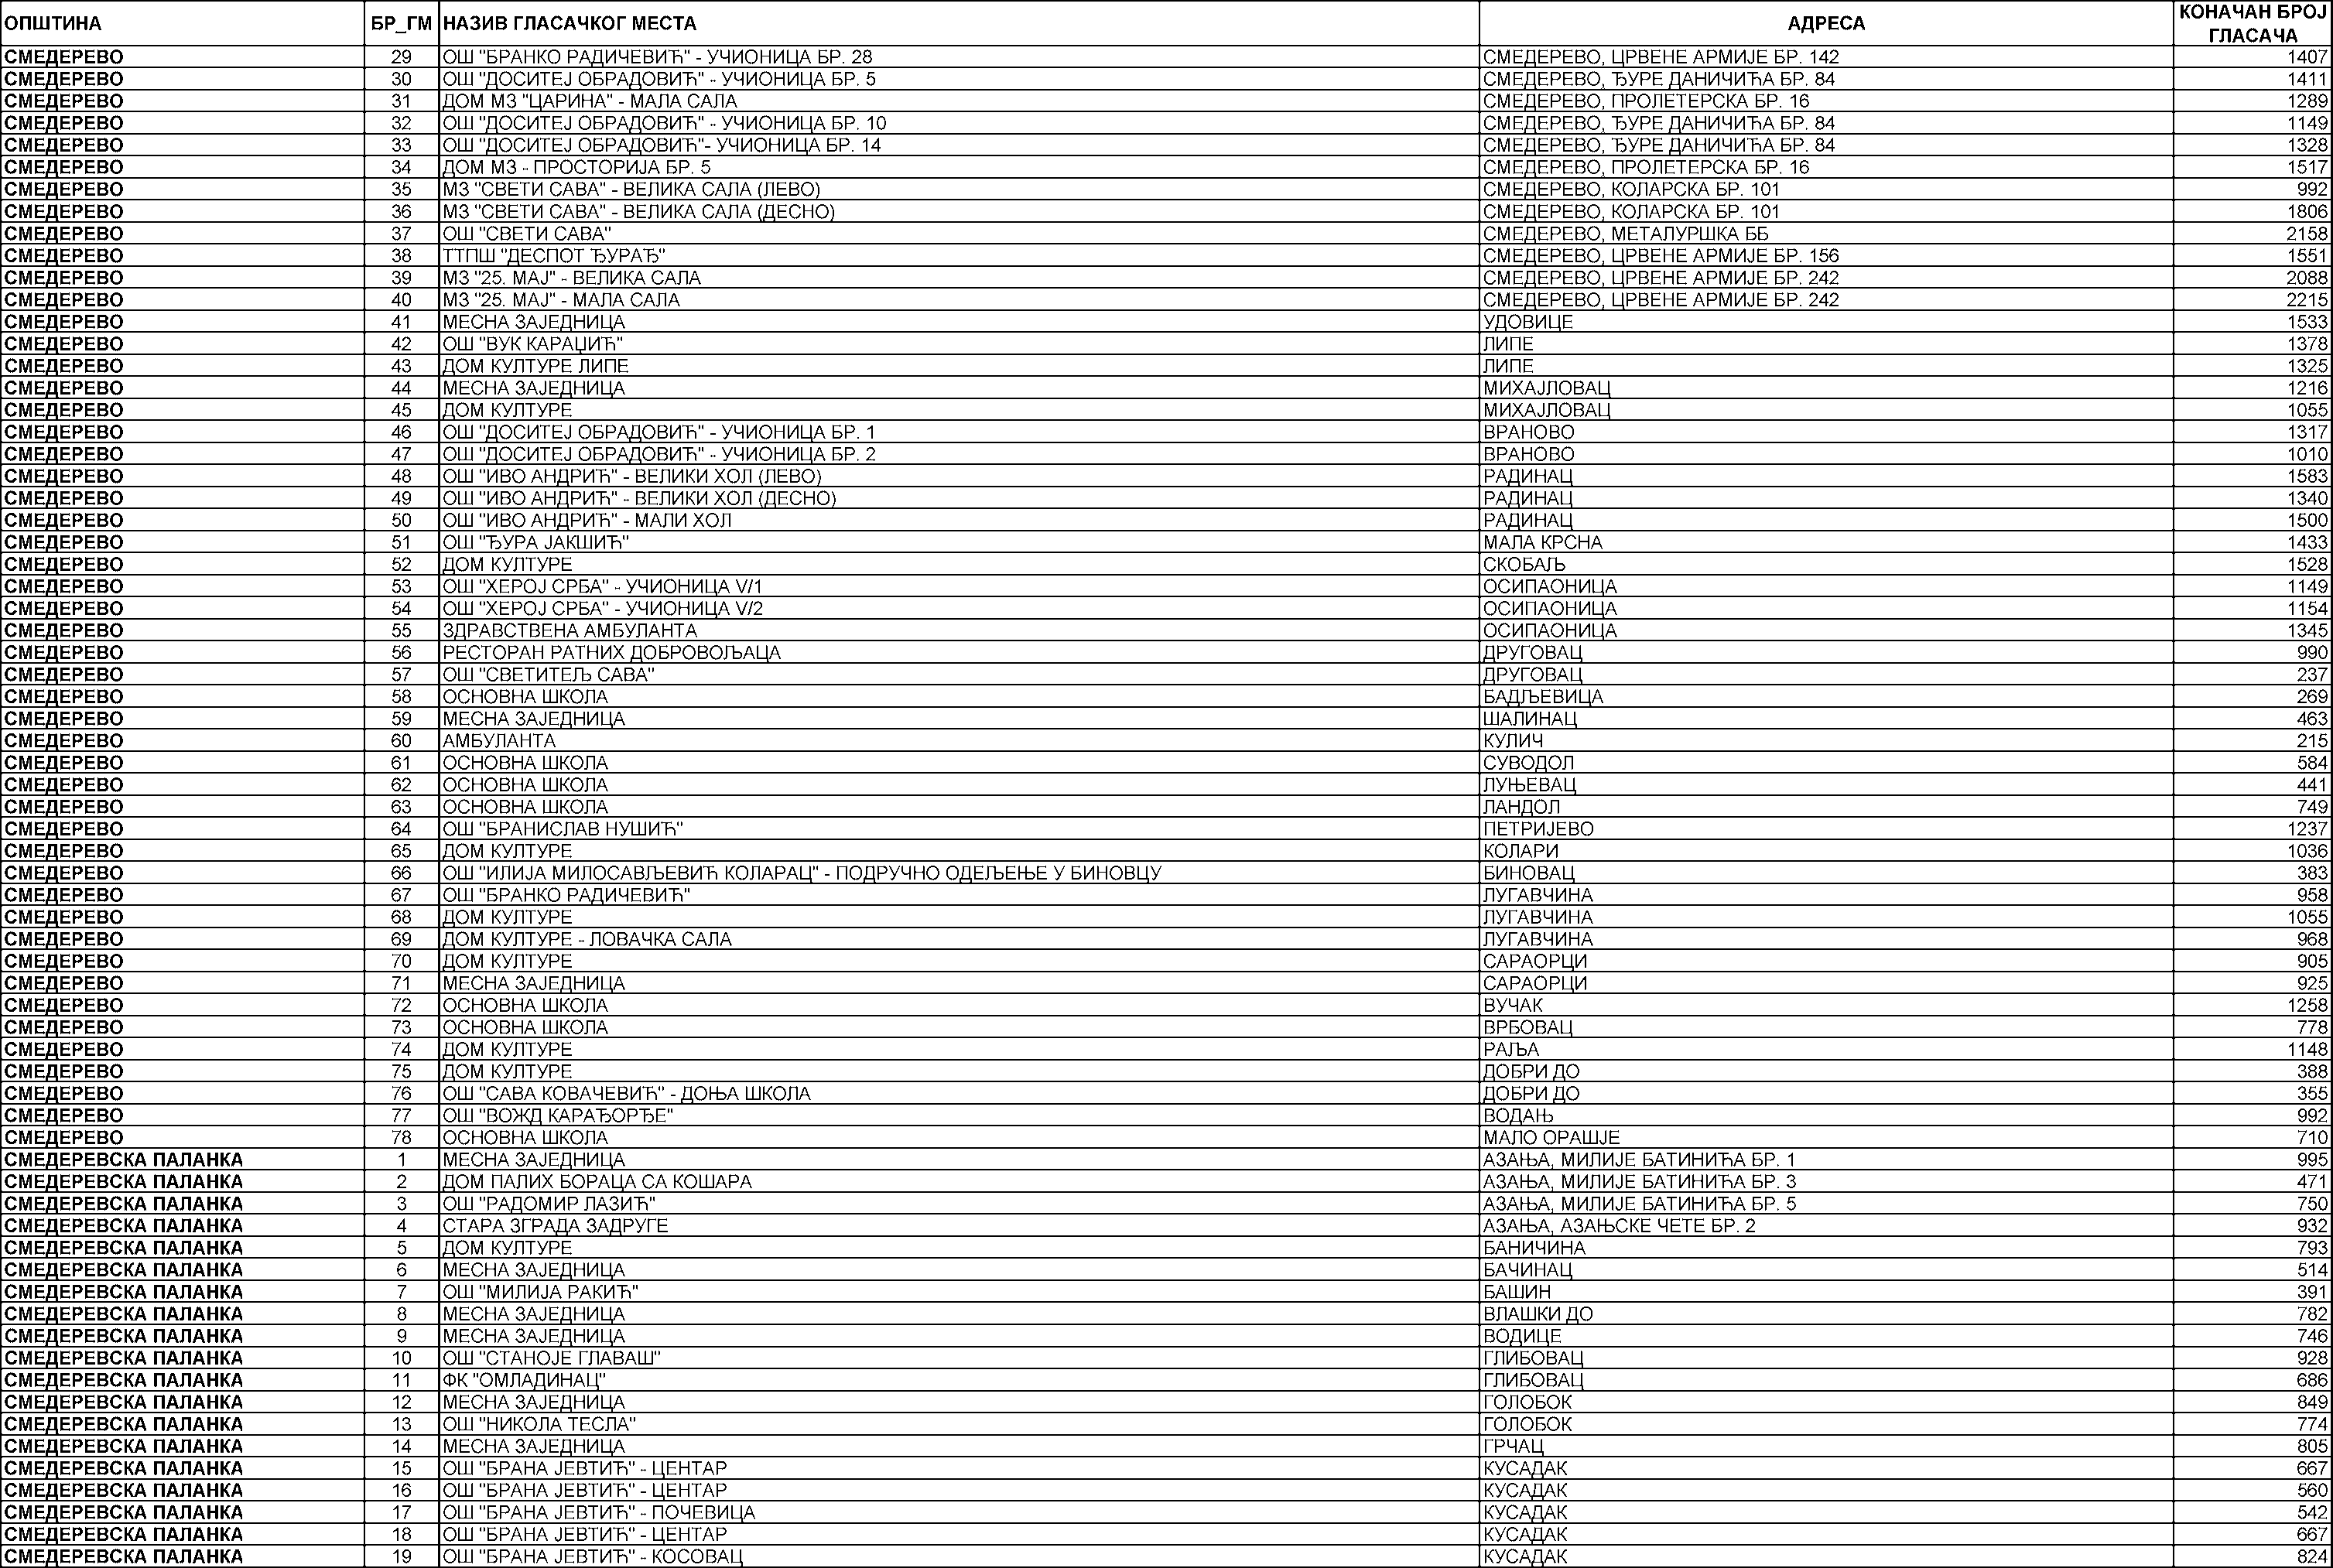 ОПШТИНА БР_ГМ НАЗИВ ГЛАСАЧКОГ МЕСТА АДРЕСА КОНАЧАН БРОЈ ГЛАСАЧА
СМЕДЕРЕВО 29 ОШ "БРАНКО РАДИЧЕВИЋ" - УЧИОНИЦА БР. 28 СМЕДЕРЕВО, ЦРВЕНЕ АРМИЈЕ БР. 142 1407
СМЕДЕРЕВО 30 ОШ "ДОСИТЕЈ ОБРАДОВИЋ" - УЧИОНИЦА БР. 5 СМЕДЕРЕВО, ЂУРЕ ДАНИЧИЋА БР. 84 1411
СМЕДЕРЕВО 31 ДОМ МЗ "ЦАРИНА" - МАЛА САЛА СМЕДЕРЕВО, ПРОЛЕТЕРСКА БР. 16 1289
СМЕДЕРЕВО 32 ОШ "ДОСИТЕЈ ОБРАДОВИЋ" - УЧИОНИЦА БР. 10 СМЕДЕРЕВО, ЂУРЕ ДАНИЧИЋА БР. 84 1149
СМЕДЕРЕВО 33 ОШ "ДОСИТЕЈ ОБРАДОВИЋ"- УЧИОНИЦА БР. 14 СМЕДЕРЕВО, ЂУРЕ ДАНИЧИЋА БР. 84 1328
СМЕДЕРЕВО 34 ДОМ МЗ - ПРОСТОРИЈА БР. 5 СМЕДЕРЕВО, ПРОЛЕТЕРСКА БР. 16 1517
СМЕДЕРЕВО 35 МЗ "СВЕТИ САВА" - ВЕЛИКА САЛА (ЛЕВО) СМЕДЕРЕВО, КОЛАРСКА БР. 101 992
СМЕДЕРЕВО 36 МЗ "СВЕТИ САВА" - ВЕЛИКА САЛА (ДЕСНО) СМЕДЕРЕВО, КОЛАРСКА БР. 101 1806
СМЕДЕРЕВО 37 ОШ "СВЕТИ САВА" СМЕДЕРЕВО, МЕТАЛУРШКА ББ 2158
СМЕДЕРЕВО 38 ТТПШ "ДЕСПОТ ЂУРАЂ" СМЕДЕРЕВО, ЦРВЕНЕ АРМИЈЕ БР. 156 1551
СМЕДЕРЕВО 39 МЗ "25. МАЈ" - ВЕЛИКА САЛА СМЕДЕРЕВО, ЦРВЕНЕ АРМИЈЕ БР. 242 2088
СМЕДЕРЕВО 40 МЗ "25. МАЈ" - МАЛА САЛА СМЕДЕРЕВО, ЦРВЕНЕ АРМИЈЕ БР. 242 2215
СМЕДЕРЕВО 41 МЕСНА ЗАЈЕДНИЦА УДОВИЦЕ 1533
СМЕДЕРЕВО 42 ОШ "ВУК КАРАЏИЋ" ЛИПЕ 1378
СМЕДЕРЕВО 43 ДОМ КУЛТУРЕ ЛИПЕ ЛИПЕ 1325
СМЕДЕРЕВО 44 МЕСНА ЗАЈЕДНИЦА МИХАЈЛОВАЦ 1216
СМЕДЕРЕВО 45 ДОМ КУЛТУРЕ МИХАЈЛОВАЦ 1055
СМЕДЕРЕВО 46 ОШ "ДОСИТЕЈ ОБРАДОВИЋ" - УЧИОНИЦА БР. 1 ВРАНОВО 1317
СМЕДЕРЕВО 47 ОШ "ДОСИТЕЈ ОБРАДОВИЋ" - УЧИОНИЦА БР. 2 ВРАНОВО 1010
СМЕДЕРЕВО 48 ОШ "ИВО АНДРИЋ" - ВЕЛИКИ ХОЛ (ЛЕВО) РАДИНАЦ 1583
СМЕДЕРЕВО 49 ОШ "ИВО АНДРИЋ" - ВЕЛИКИ ХОЛ (ДЕСНО) РАДИНАЦ 1340
СМЕДЕРЕВО 50 ОШ "ИВО АНДРИЋ" - МАЛИ ХОЛ РАДИНАЦ 1500
СМЕДЕРЕВО 51 ОШ "ЂУРА ЈАКШИЋ" МАЛА КРСНА 1433
СМЕДЕРЕВО 52 ДОМ КУЛТУРЕ СКОБАЉ 1528
СМЕДЕРЕВО 53 ОШ "ХЕРОЈ СРБА" - УЧИОНИЦА V/1 ОСИПАОНИЦА 1149
СМЕДЕРЕВО 54 ОШ "ХЕРОЈ СРБА" - УЧИОНИЦА V/2 ОСИПАОНИЦА 1154
СМЕДЕРЕВО 55 ЗДРАВСТВЕНА АМБУЛАНТА ОСИПАОНИЦА 1345
СМЕДЕРЕВО 56 РЕСТОРАН РАТНИХ ДОБРОВОЉАЦА ДРУГОВАЦ 990
СМЕДЕРЕВО 57 ОШ "СВЕТИТЕЉ САВА" ДРУГОВАЦ 237
СМЕДЕРЕВО 58 ОСНОВНА ШКОЛА БАДЉЕВИЦА 269
СМЕДЕРЕВО 59 МЕСНА ЗАЈЕДНИЦА ШАЛИНАЦ 463
СМЕДЕРЕВО 60 АМБУЛАНТА КУЛИЧ 215
СМЕДЕРЕВО 61 ОСНОВНА ШКОЛА СУВОДОЛ 584
СМЕДЕРЕВО 62 ОСНОВНА ШКОЛА ЛУЊЕВАЦ 441
СМЕДЕРЕВО 63 ОСНОВНА ШКОЛА ЛАНДОЛ 749
СМЕДЕРЕВО 64 ОШ "БРАНИСЛАВ НУШИЋ" ПЕТРИЈЕВО 1237
СМЕДЕРЕВО 65 ДОМ КУЛТУРЕ КОЛАРИ 1036
СМЕДЕРЕВО 66 ОШ "ИЛИЈА МИЛОСАВЉЕВИЋ КОЛАРАЦ" - ПОДРУЧНО ОДЕЉЕЊЕ У БИНОВЦУ БИНОВАЦ 383
СМЕДЕРЕВО 67 ОШ "БРАНКО РАДИЧЕВИЋ" ЛУГАВЧИНА 958
СМЕДЕРЕВО 68 ДОМ КУЛТУРЕ ЛУГАВЧИНА 1055
СМЕДЕРЕВО 69 ДОМ КУЛТУРЕ - ЛОВАЧКА САЛА ЛУГАВЧИНА 968
СМЕДЕРЕВО 70 ДОМ КУЛТУРЕ САРАОРЦИ 905
СМЕДЕРЕВО 71 МЕСНА ЗАЈЕДНИЦА САРАОРЦИ 925
СМЕДЕРЕВО 72 ОСНОВНА ШКОЛА ВУЧАК 1258
СМЕДЕРЕВО 73 ОСНОВНА ШКОЛА ВРБОВАЦ 778
СМЕДЕРЕВО 74 ДОМ КУЛТУРЕ РАЉА 1148
СМЕДЕРЕВО 75 ДОМ КУЛТУРЕ ДОБРИ ДО 388
СМЕДЕРЕВО 76 ОШ "САВА КОВАЧЕВИЋ" - ДОЊА ШКОЛА ДОБРИ ДО 355
СМЕДЕРЕВО 77 ОШ "ВОЖД КАРАЂОРЂЕ" ВОДАЊ 992
СМЕДЕРЕВО 78 ОСНОВНА ШКОЛА МАЛО ОРАШЈЕ 710
СМЕДЕРЕВСКА ПАЛАНКА 1 МЕСНА ЗАЈЕДНИЦА АЗАЊА, МИЛИЈЕ БАТИНИЋА БР. 1 995
СМЕДЕРЕВСКА ПАЛАНКА 2 ДОМ ПАЛИХ БОРАЦА СА КОШАРА АЗАЊА, МИЛИЈЕ БАТИНИЋА БР. 3 471
СМЕДЕРЕВСКА ПАЛАНКА 3 ОШ "РАДОМИР ЛАЗИЋ" АЗАЊА, МИЛИЈЕ БАТИНИЋА БР. 5 750
СМЕДЕРЕВСКА ПАЛАНКА 4 СТАРА ЗГРАДА ЗАДРУГЕ АЗАЊА, АЗАЊСКЕ ЧЕТЕ БР. 2 932
СМЕДЕРЕВСКА ПАЛАНКА 5 ДОМ КУЛТУРЕ БАНИЧИНА 793
СМЕДЕРЕВСКА ПАЛАНКА 6 МЕСНА ЗАЈЕДНИЦА БАЧИНАЦ 514
СМЕДЕРЕВСКА ПАЛАНКА 7 ОШ "МИЛИЈА РАКИЋ" БАШИН 391
СМЕДЕРЕВСКА ПАЛАНКА 8 МЕСНА ЗАЈЕДНИЦА ВЛАШКИ ДО 782
СМЕДЕРЕВСКА ПАЛАНКА 9 МЕСНА ЗАЈЕДНИЦА ВОДИЦЕ 746
СМЕДЕРЕВСКА ПАЛАНКА 10 ОШ "СТАНОЈЕ ГЛАВАШ" ГЛИБОВАЦ 928
СМЕДЕРЕВСКА ПАЛАНКА 11 ФК "ОМЛАДИНАЦ" ГЛИБОВАЦ 686
СМЕДЕРЕВСКА ПАЛАНКА 12 МЕСНА ЗАЈЕДНИЦА ГОЛОБОК 849
СМЕДЕРЕВСКА ПАЛАНКА 13 ОШ "НИКОЛА ТЕСЛА" ГОЛОБОК 774
СМЕДЕРЕВСКА ПАЛАНКА 14 МЕСНА ЗАЈЕДНИЦА ГРЧАЦ 805
СМЕДЕРЕВСКА ПАЛАНКА 15 ОШ "БРАНА ЈЕВТИЋ" - ЦЕНТАР КУСАДАК 667
СМЕДЕРЕВСКА ПАЛАНКА 16 ОШ "БРАНА ЈЕВТИЋ" - ЦЕНТАР КУСАДАК 560
СМЕДЕРЕВСКА ПАЛАНКА 17 ОШ "БРАНА ЈЕВТИЋ" - ПОЧЕВИЦА КУСАДАК 542
СМЕДЕРЕВСКА ПАЛАНКА 18 ОШ "БРАНА ЈЕВТИЋ" - ЦЕНТАР КУСАДАК 667
СМЕДЕРЕВСКА ПАЛАНКА 19 ОШ "БРАНА ЈЕВТИЋ" - КОСОВАЦ КУСАДАК 824